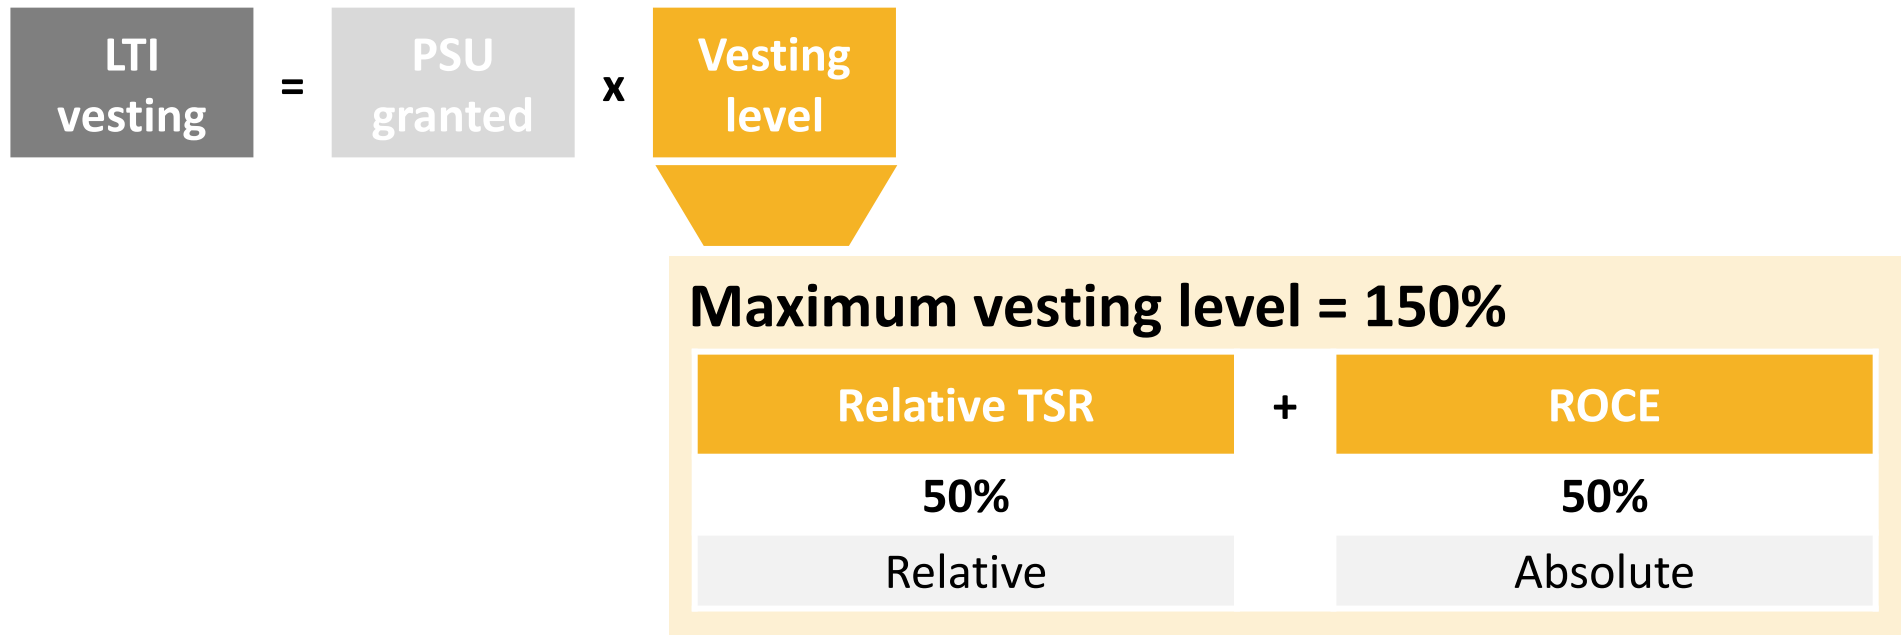 LTI
vesting
=
PSU
granted
x
Vesting
level
Maximum vesting level = 150%
Relative TSR + ROCE
50% 50%
Relative Absolute